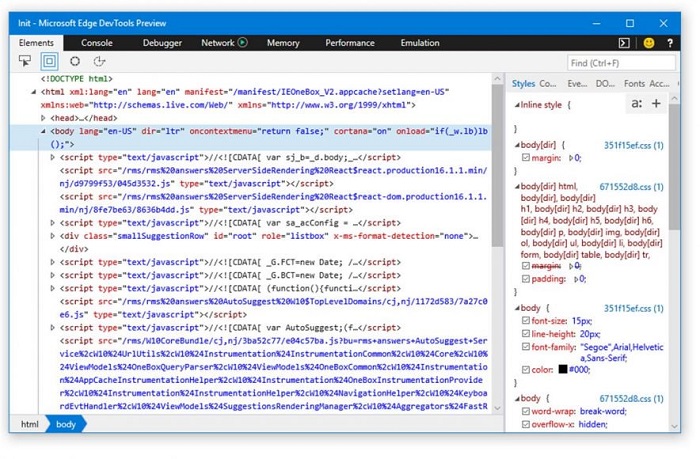 Init - Microsoft Edge DevTools Preview
Elements Console Debugger Network Memory Performance Emulation ?
Find (Ctrl+F)
<!DOCTYPE html>
<html xml:lang="en" lang="en" manifest="/manifest/IEOneBox_V2.appcache?setlang=en-US"
xmlns:web="http://schemas.live.com/Web/" xmlns="http://www.w3.org/1999/xhtml">
<head>…</head>
<body lang="en-US" dir="ltr" oncontextmenu="return false;" cortana="on" onload="if(_w.lb)lb
();">
<script type="text/javascript">//<![CDATA[ var sj_b=_d.body;_…</script>
<script src="/rms/rms%20answers%20ServerSideRendering%20React$react.production16.1.1.min/
nj/d9799f53/045d3532.js" type="text/javascript"></script>
<script src="/rms/rms%20answers%20ServerSideRendering%20React$react-dom.production16.1.1.
min/nj/8fe7be63/8636b4dd.js" type="text/javascript"></script>
<script type="text/javascript">//<![CDATA[ var sa_acConfig = …</script>
<div class="smallSuggestionRow" id="root" role="listbox" x-ms-format-detection="none">…
</div>
<script type="text/javascript">//<![CDATA[ _G.FCT=new Date; /…</script>
<script type="text/javascript">//<![CDATA[ _G.BCT=new Date; /…</script>
<script type="text/javascript">//<![CDATA[ (function(){functi…</script>
<script src="/rms/rms%20answers%20AutoSuggest%20W10$TopLevelDomains/cj,nj/1172d583/7a27c0
e6.js" type="text/javascript"></script>
<script type="text/javascript">//<![CDATA[ var AutoSuggest;(f…</script>
<script src="/rms/W10CoreBundle/cj,nj/3ba52c77/e04c57ba.js?bu=rms+answers+AutoSuggest+Ser
vice%2cW10%24UrlUtils%2cW10%24InstrumentationCommon%2cW10%24Core%2cW10
%24ViewModels%24OneBoxQueryParser%2cW10%24ViewModels%24OneBoxCommon%2cW10%24Instrumentation
%24AppCacheInstrumentationHelper%2cW10%24Instrumentation%24OneBoxInstrumentationProvide
r%2cW10%24Instrumentation%24InstrumentationHelper%2cW10%24NavigationHelper%2cW10%24Keybo
ardEvtHandler%2cW10%24ViewModels%24SuggestionsRenderingManager%2cW10%24Aggregators%24FastR
html body
Styles Co... Eve... DO... Fonts Acc...
Inline style {
a: +
}
body[dir] { 351f15ef.css (1)
margin: 0;
}
body[dir] html, 671552d8.css (1)
body[dir], body[dir]
h1, body[dir] h2, body[dir] h3, body
[dir] h4, body[dir] h5, body[dir] h6,
body[dir] p, body[dir] img, body[dir]
ol, body[dir] ul, body[dir] li, body[dir]
form, body[dir] table, body[dir] tr,
margin: 0;
padding: 0;
}
body { 351f15ef.css (1)
font-size: 15px;
line-height: 20px;
font-family: "Segoe",Arial,Helvetic
a,Sans-Serif;
color: #000;
}
body { 671552d8.css (1)
word-wrap: break-word;
overflow-x: hidden;